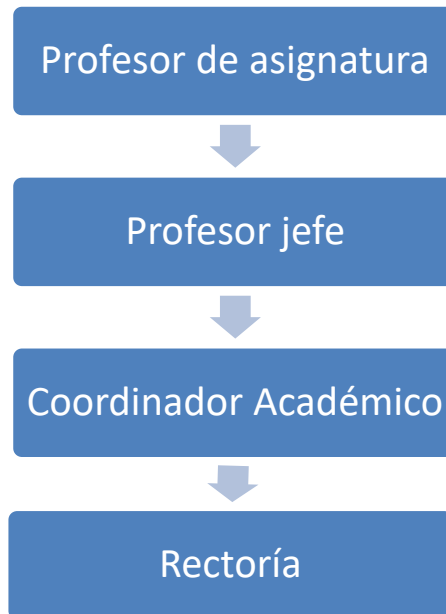 Profesor de asignatura
Profesor jefe
Coordinador Académico
Rectoría